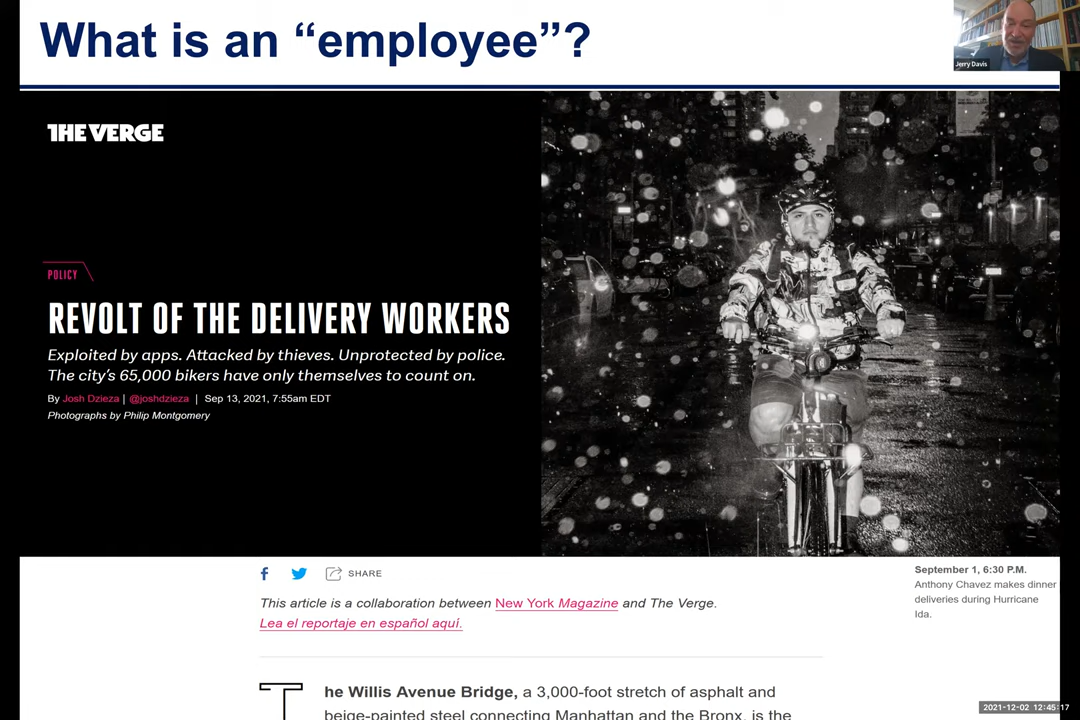 What is an “employee”?
Jerry Davis
THE VERGE
POLICY
REVOLT OF THE DELIVERY WORKERS
Exploited by apps. Attacked by thieves. Unprotected by police.
The city's 65,000 bikers have only themselves to count on.
By Josh Dzieza | @joshdzieza | Sep 13, 2021, 7:55am EDT
Photographs by Philip Montgomery
SHARE
September 1, 6:30 P.M.
Anthony Chavez makes dinner
deliveries during Hurricane
Ida.
This article is a collaboration between New York Magazine and The Verge.
Lea el reportaje en español aquí.
The Willis Avenue Bridge, a 3,000-foot stretch of asphalt and
beige-painted steel connecting Manhattan and the Bronx, is the
2021-12-02 12:45:17